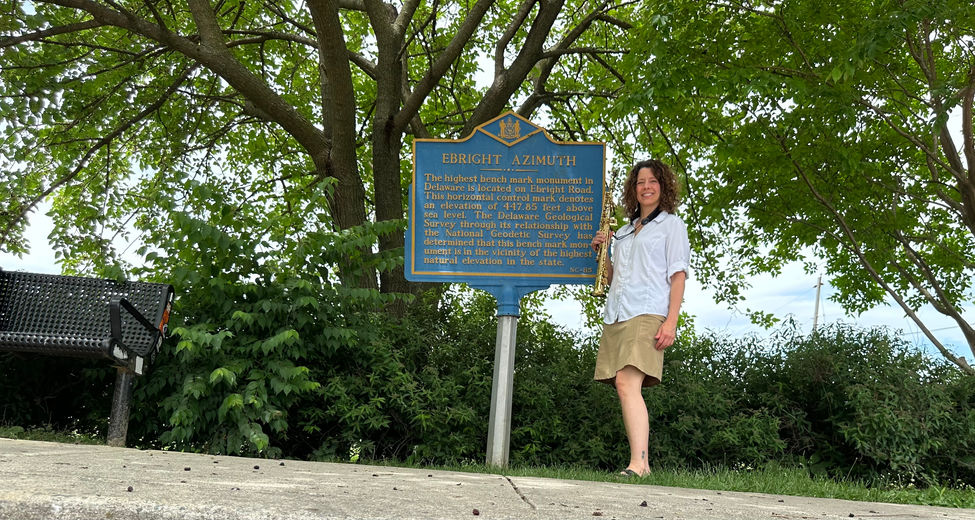 EBRIGHT AZIMUTH
The highest bench mark monument in
Delaware is located on Ebright Road.
This horizontal control mark denotes
an elevation of 447.85 feet above
sea level. The Delaware Geological
Survey through its relationship with
the National Geodetic Survey has
determined that this bench mark mon-
ument is in the vicinity of the highest
natural elevation in the state.
NC-85